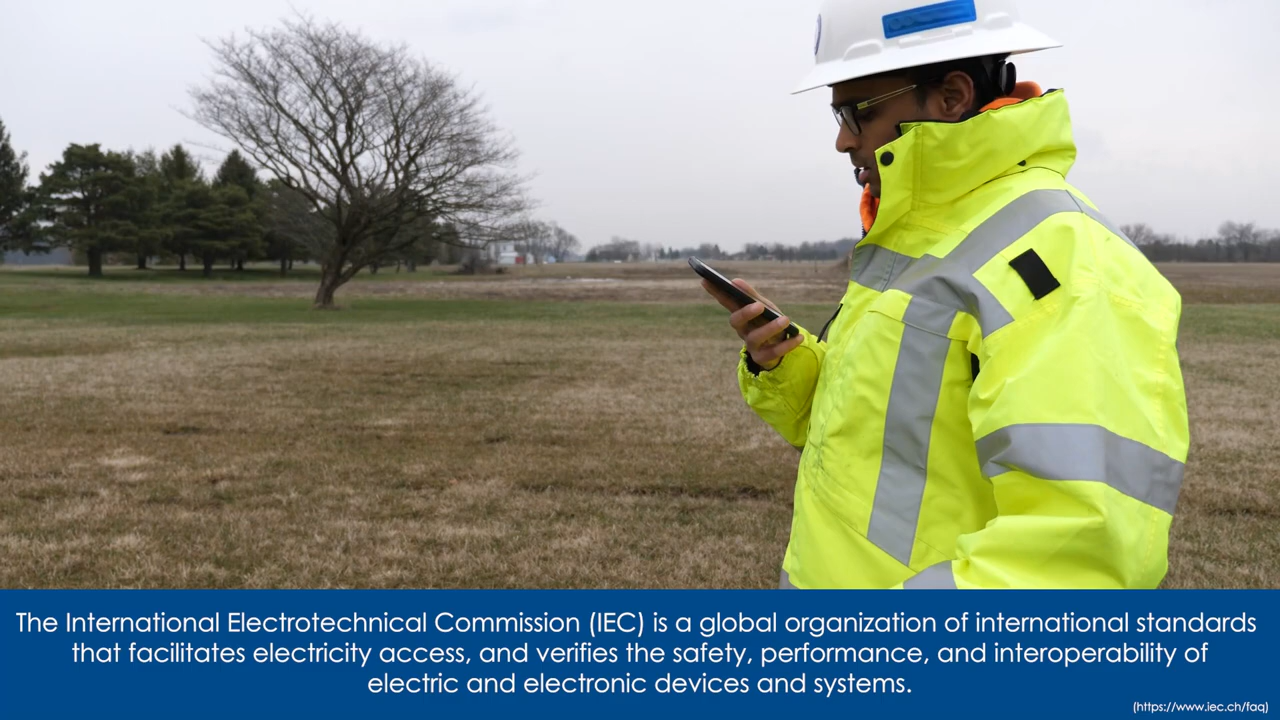 The International Electrotechnical Commission (IEC) is a global organization of international standards
that facilitates electricity access, and verifies the safety, performance, and interoperability of
electric and electronic devices and systems.
(https://www.iec.ch/faq)